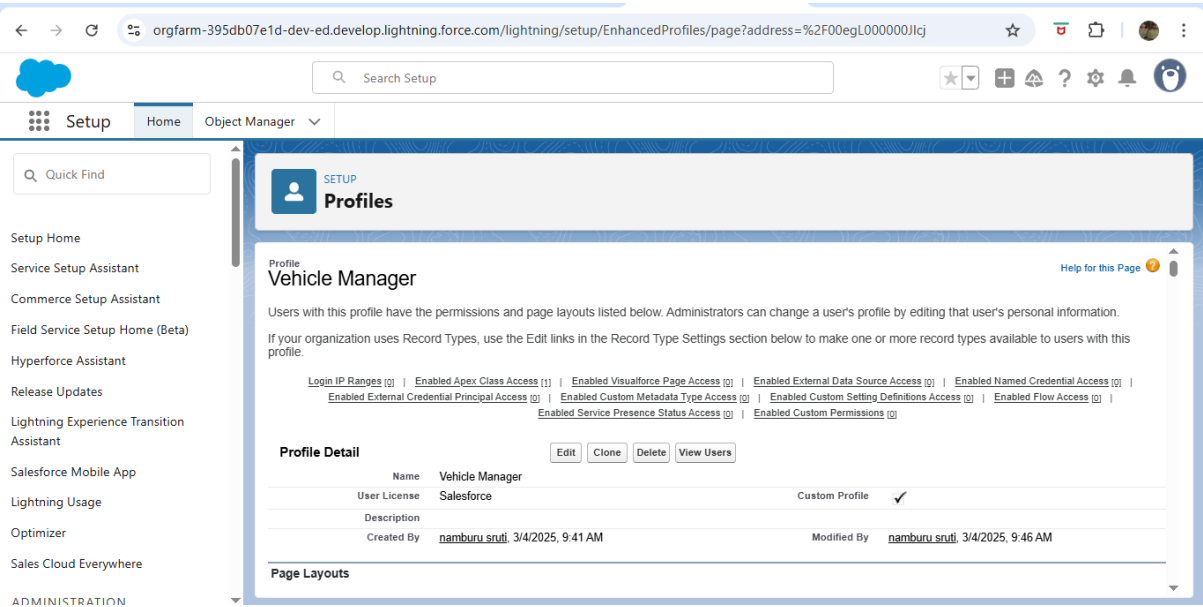 orgfarm-395db07e1d-dev-ed.develop.lightning.force.com/lightning/setup/EnhancedProfiles/page?address=%2F00egL000000JIcj
Search Setup
Setup
Home
Object Manager
Quick Find
Setup Home
Service Setup Assistant
Commerce Setup Assistant
Field Service Setup Home (Beta)
Hyperforce Assistant
Release Updates
Lightning Experience Transition
Assistant
Salesforce Mobile App
Lightning Usage
Optimizer
Sales Cloud Everywhere
ADMINISTRATION
SETUP
Profiles
Profile
Vehicle Manager
Help for this Page
Users with this profile have the permissions and page layouts listed below. Administrators can change a user's profile by editing that user's personal information.
If your organization uses Record Types, use the Edit links in the Record Type Settings section below to make one or more record types available to users with this
profile.
Login IP Ranges [0] | Enabled Apex Class Access [1] | Enabled Visualforce Page Access [0] | Enabled External Data Source Access [0] | Enabled Named Credential Access [0] |
Enabled External Credential Principal Access [0] | Enabled Custom Metadata Type Access [0] | Enabled Custom Setting Definitions Access [0] | Enabled Flow Access [0] |
Enabled Service Presence Status Access [0] | Enabled Custom Permissions [0]
Profile Detail Edit Clone Delete View Users
Name Vehicle Manager
User License Salesforce Custom Profile
Description
Created By namburu sruti, 3/4/2025, 9:41 AM Modified By namburu sruti, 3/4/2025, 9:46 AM
Page Layouts